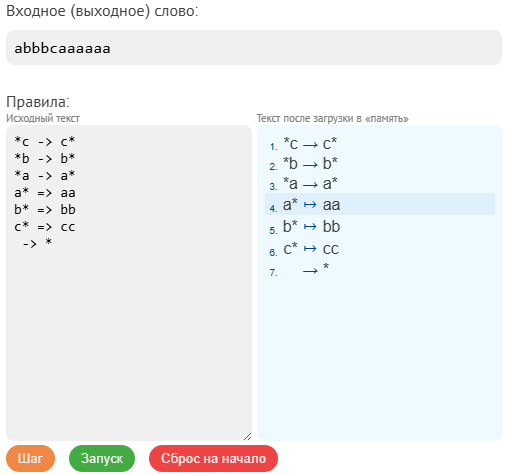 Входное (выходное) слово:
abbbcaaaaaa
Правила:
Исходный текст
*c -> c*
*b -> b*
*a -> a*
a* => aa
b* => bb
c* => cc
-> *
Текст после загрузки в «память»
1. *c → c*
2. *b → b*
3. *a → a*
4. a* ↦ aa
5. b* ↦ bb
6. c* ↦ cc
7. → *
Шаг
Запуск
Сброс на начало